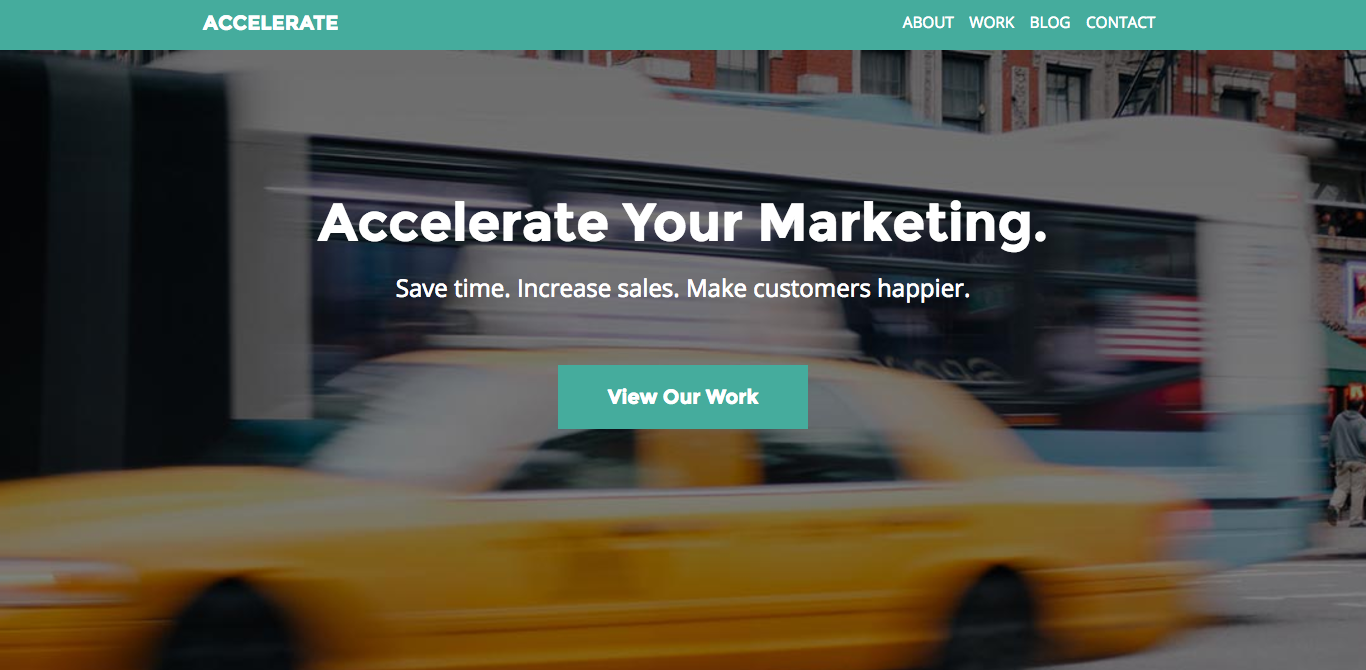 ACCELERATE
ABOUT WORK BLOG CONTACT
Accelerate Your Marketing.
Save time. Increase sales. Make customers happier.
View Our Work